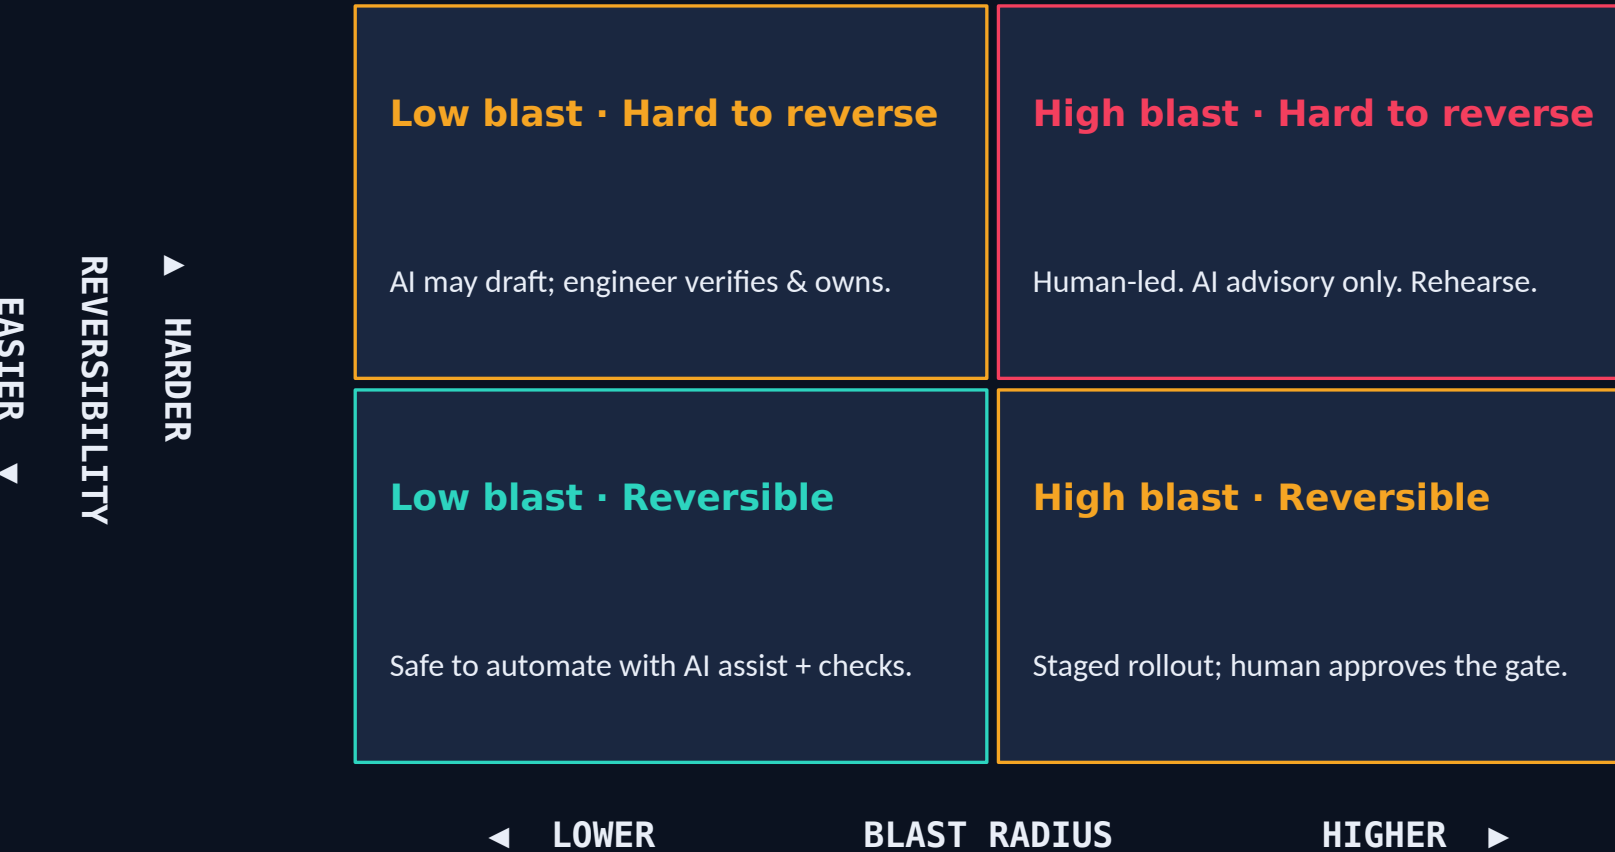 Low blast · Hard to reverse
AI may draft; engineer verifies & owns.
High blast · Hard to reverse
Human-led. AI advisory only. Rehearse.
▲ HARDER
REVERSIBILITY
EASIER ▼
Low blast · Reversible
Safe to automate with AI assist + checks.
High blast · Reversible
Staged rollout; human approves the gate.
◄ LOWER BLAST RADIUS HIGHER ►